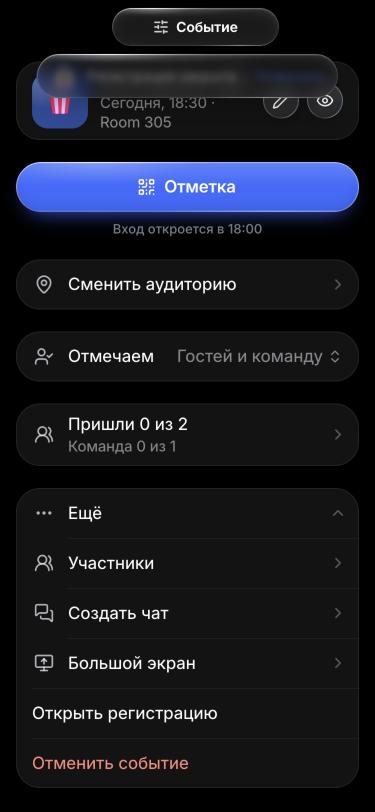 Событие
Сегодня, 18:30 ·
Room 305
Отметка
Вход откроется в 18:00
Сменить аудиторию
Отмечаем Гостей и команду
Пришли 0 из 2
Команда 0 из 1
Ещё
Участники
Создать чат
Большой экран
Открыть регистрацию
Отменить событие